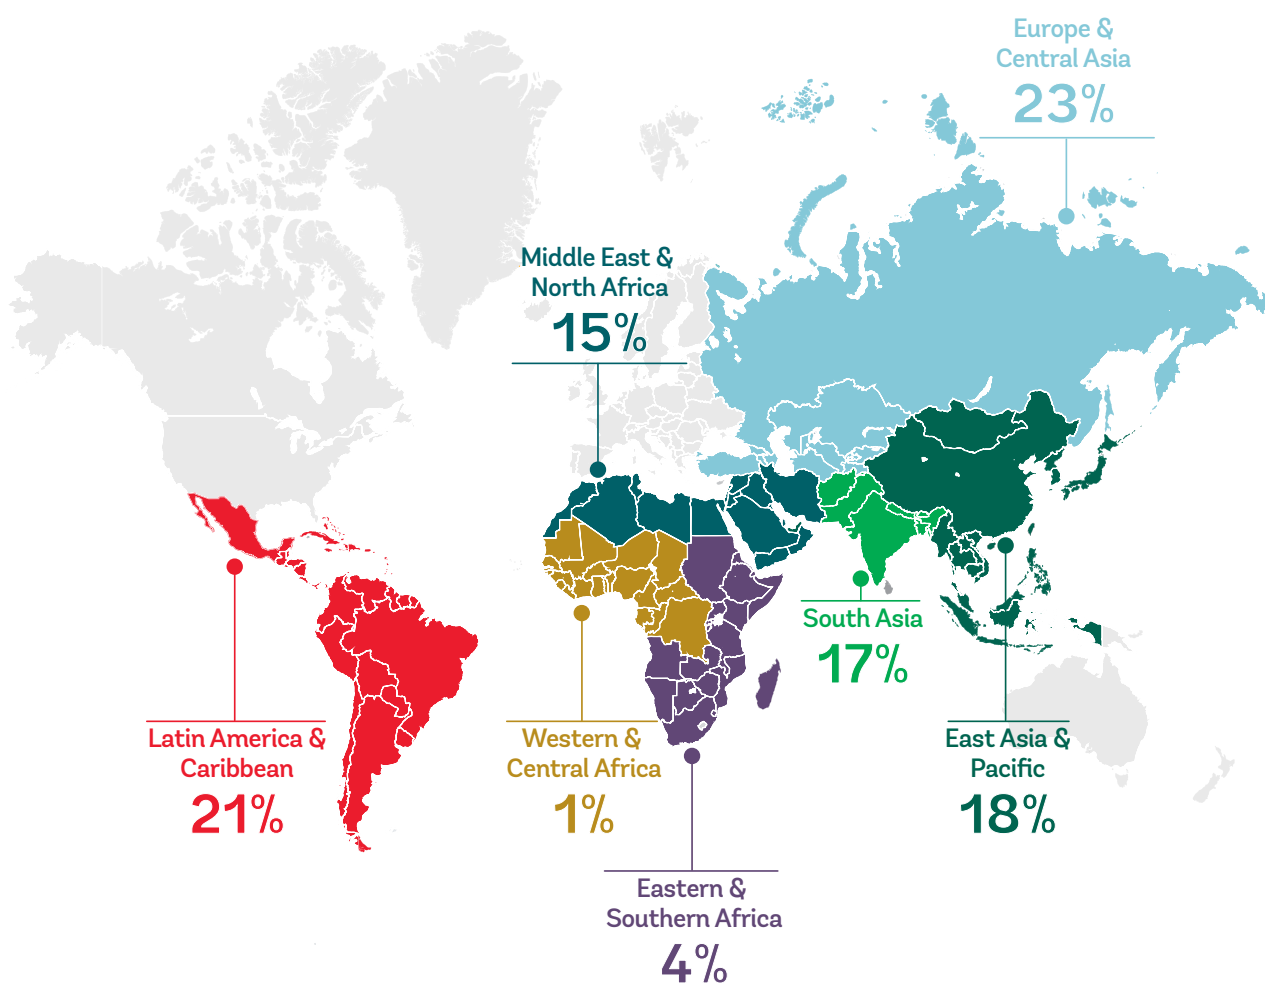 Europe &
Central Asia
23%
Middle East &
North Africa
15%
South Asia
17%
Latin America &
Caribbean
21%
Western &
Central Africa
1%
East Asia &
Pacific
18%
Eastern &
Southern Africa
4%